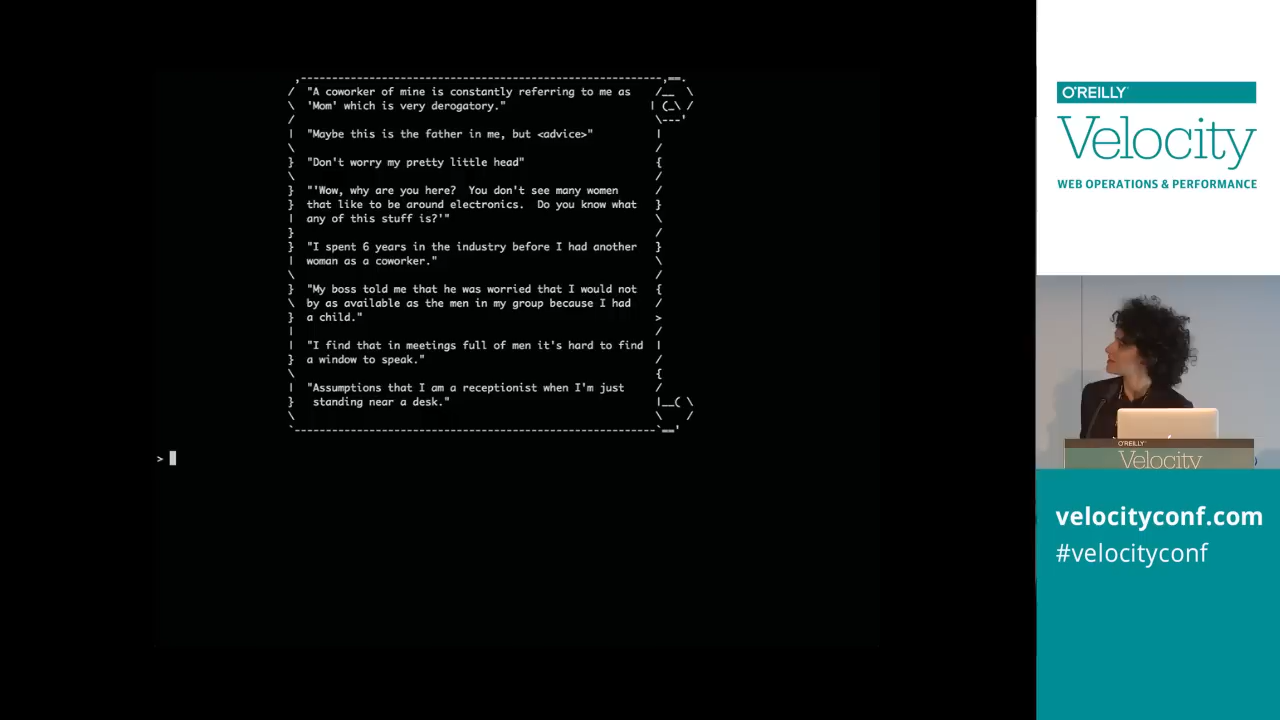 "A coworker of mine is constantly referring to me as
'Mom' which is very derogatory."
"Maybe this is the father in me, but <advice>"
"Don't worry my pretty little head"
"'Wow, why are you here?  You don't see many women
that like to be around electronics.  Do you know what
any of this stuff is?'"
"I spent 6 years in the industry before I had another
woman as a coworker."
"My boss told me that he was worried that I would not
by as available as the men in my group because I had
a child."
"I find that in meetings full of men it's hard to find
a window to speak."
"Assumptions that I am a receptionist when I'm just
standing near a desk."
>
O'REILLY
Velocity
WEB OPERATIONS & PERFORMANCE
O'REILLY
Velocity
velocityconf.com
#velocityconf